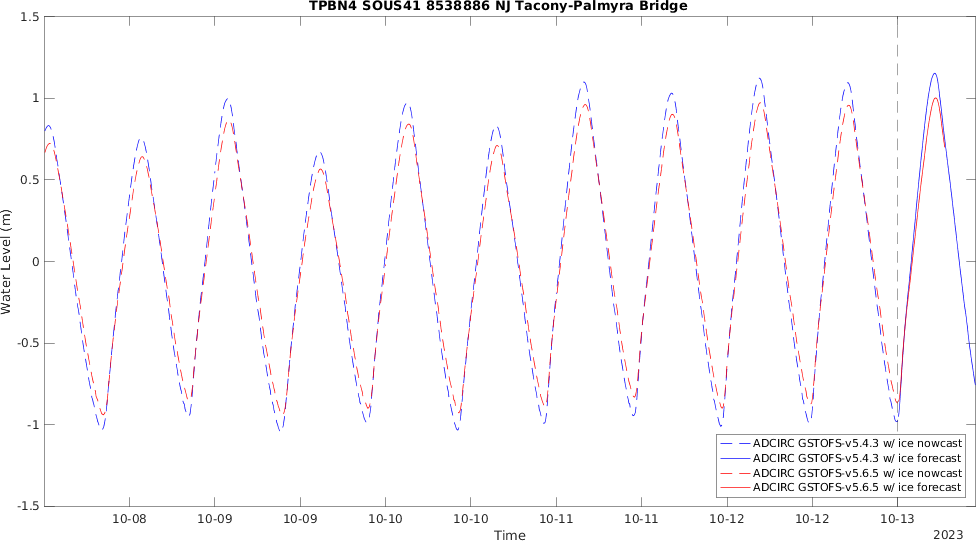 TPBN4 SOUS41 8538886 NJ Tacony-Palmyra Bridge
1.5
1
0.5
0
-0.5
-1
-1.5
Water Level (m)
ADCIRC GSTOFS-v5.4.3 w/ ice nowcast
ADCIRC GSTOFS-v5.4.3 w/ ice forecast
ADCIRC GSTOFS-v5.6.5 w/ ice nowcast
ADCIRC GSTOFS-v5.6.5 w/ ice forecast
10-08 10-09 10-09 10-10 10-10 10-11 10-11 10-12 10-12 10-13
Time
2023